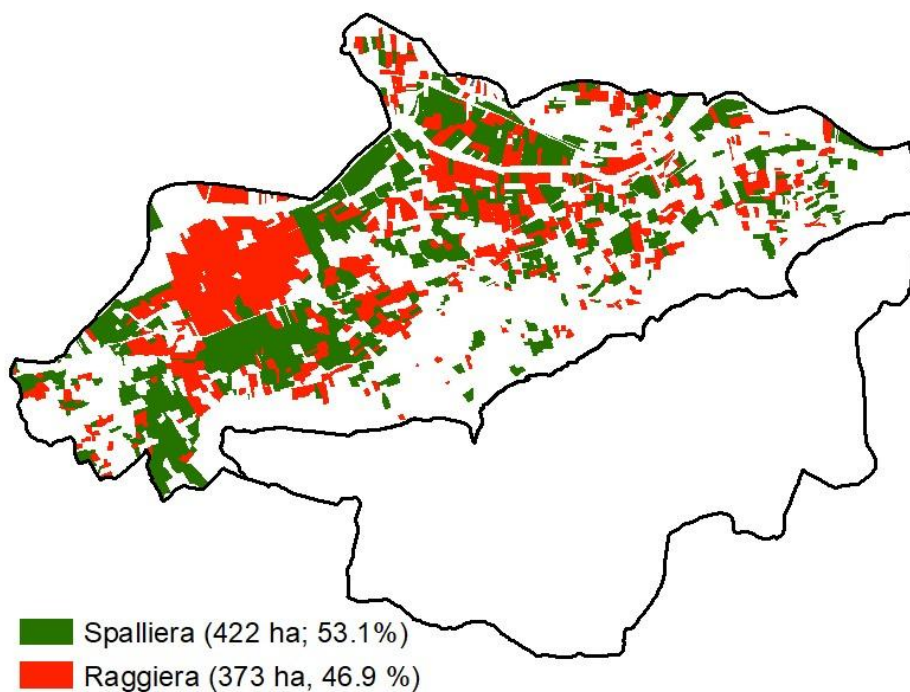 Spalliera (422 ha; 53.1%)
Raggiera (373 ha, 46.9 %)